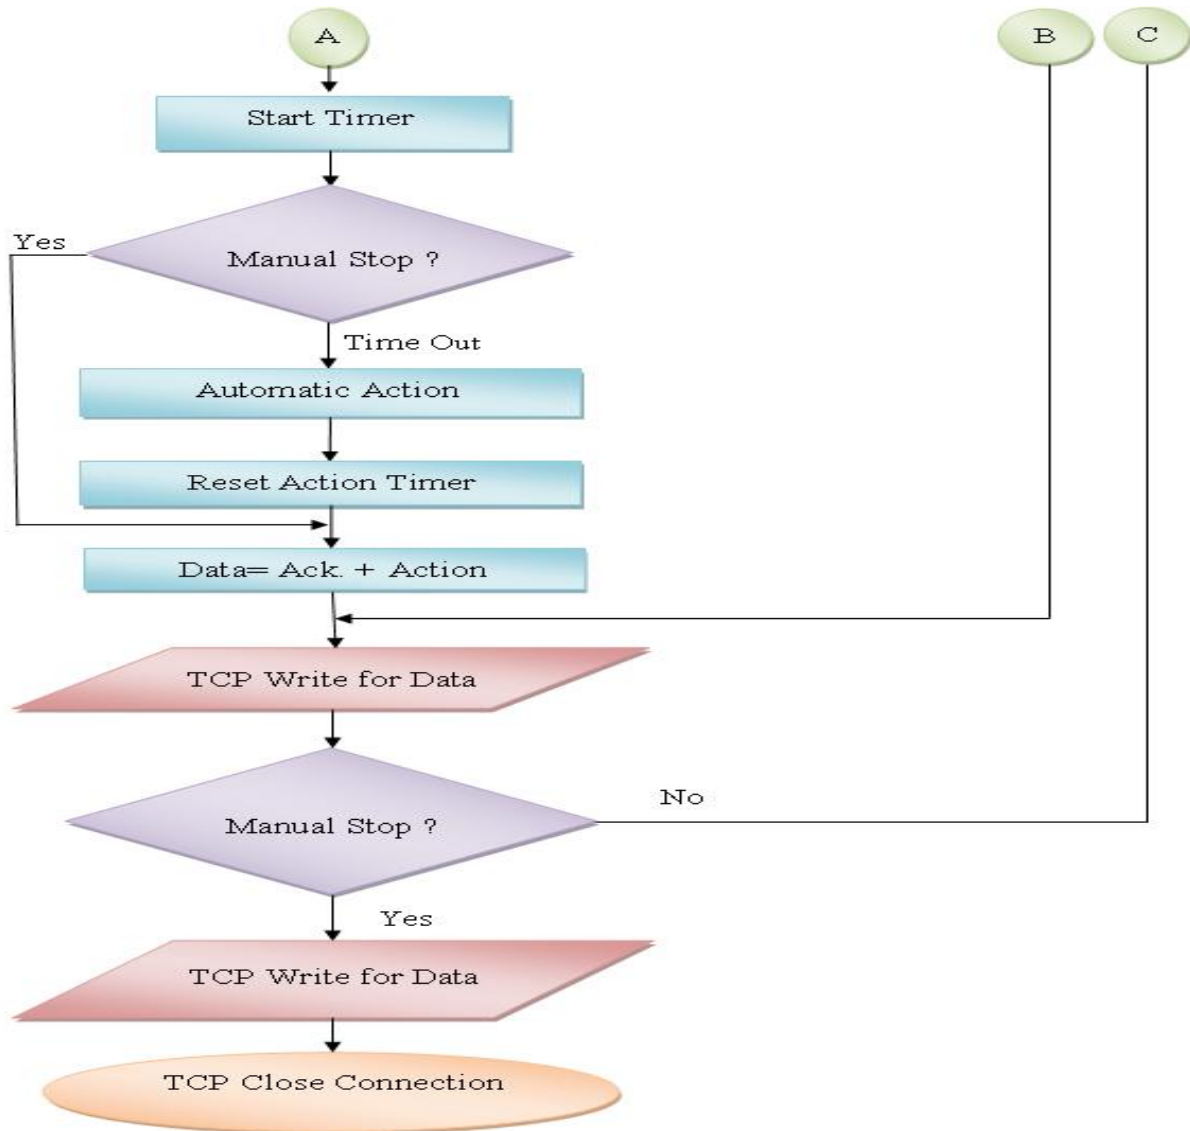 A
B
C
Start Timer
Manual Stop ?
Yes
Time Out
Automatic Action
Reset Action Timer
Data= Ack. + Action
TCP Write for Data
Manual Stop ?
No
Yes
TCP Write for Data
TCP Close Connection